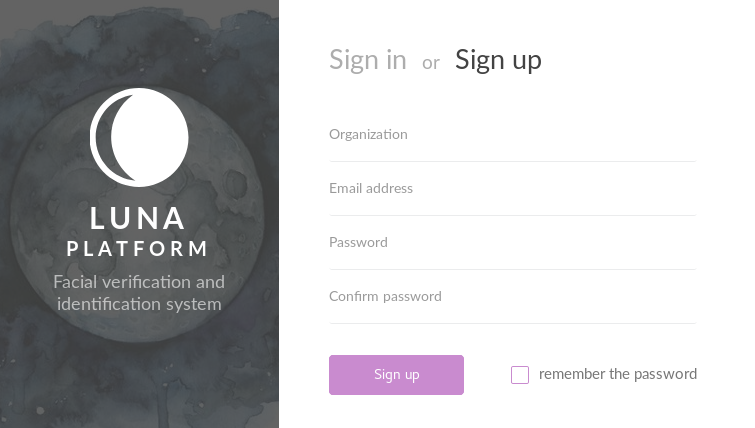 LUNA
PLATFORM
Facial verification and
identification system
Sign in or Sign up
Organization
Email address
Password
Confirm password
Sign up
remember the password